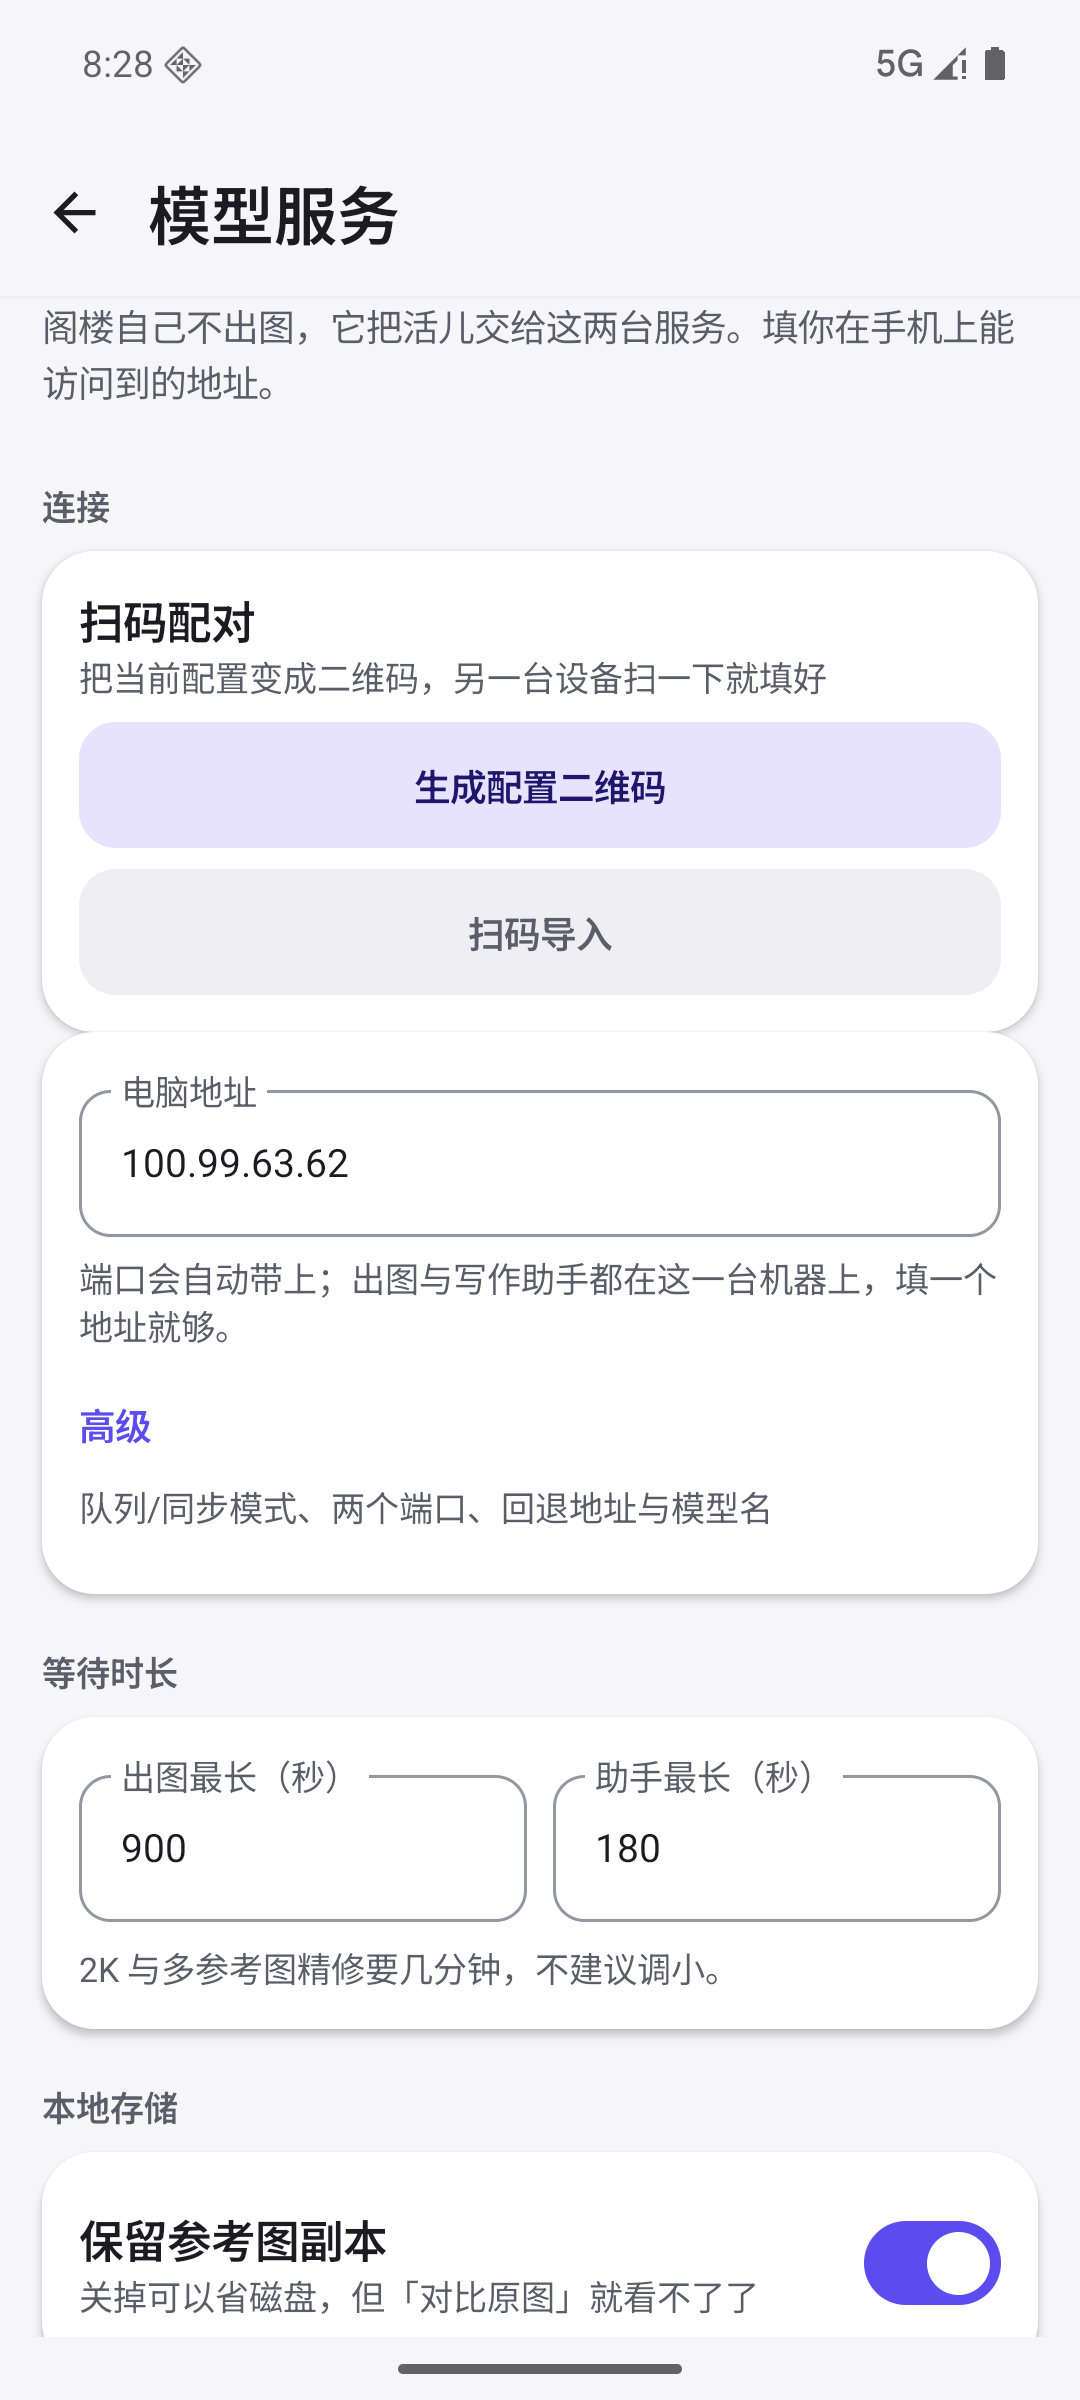 8:28
5G
模型服务
阁楼自己不出图，它把活儿交给这两台服务。填你在手机上能
访问到的地址。
连接
扫码配对
把当前配置变成二维码，另一台设备扫一下就填好
生成配置二维码
扫码导入
电脑地址
100.99.63.62
端口会自动带上；出图与写作助手都在这一台机器上，填一个
地址就够。
高级
队列/同步模式、两个端口、回退地址与模型名
等待时长
出图最长（秒）
900
助手最长（秒）
180
2K 与多参考图精修要几分钟，不建议调小。
本地存储
保留参考图副本
关掉可以省磁盘，但「对比原图」就看不了了